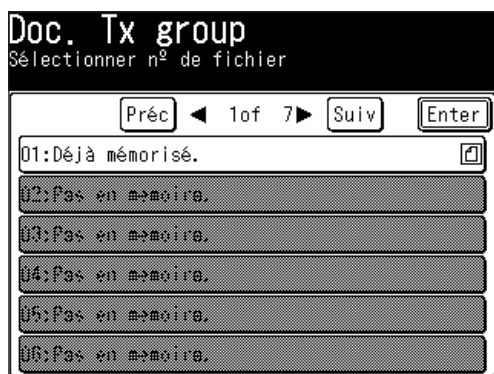 Doc. Tx group
Sélectionner nº de fichier
Préc ◀ 1of 7▶ Suiv Enter
01:Déjà mémorisé.
02:Pas en memoire.
03:Pas en memoire.
04:Pas en memoire.
05:Pas en memoire.
06:Pas en memoire.